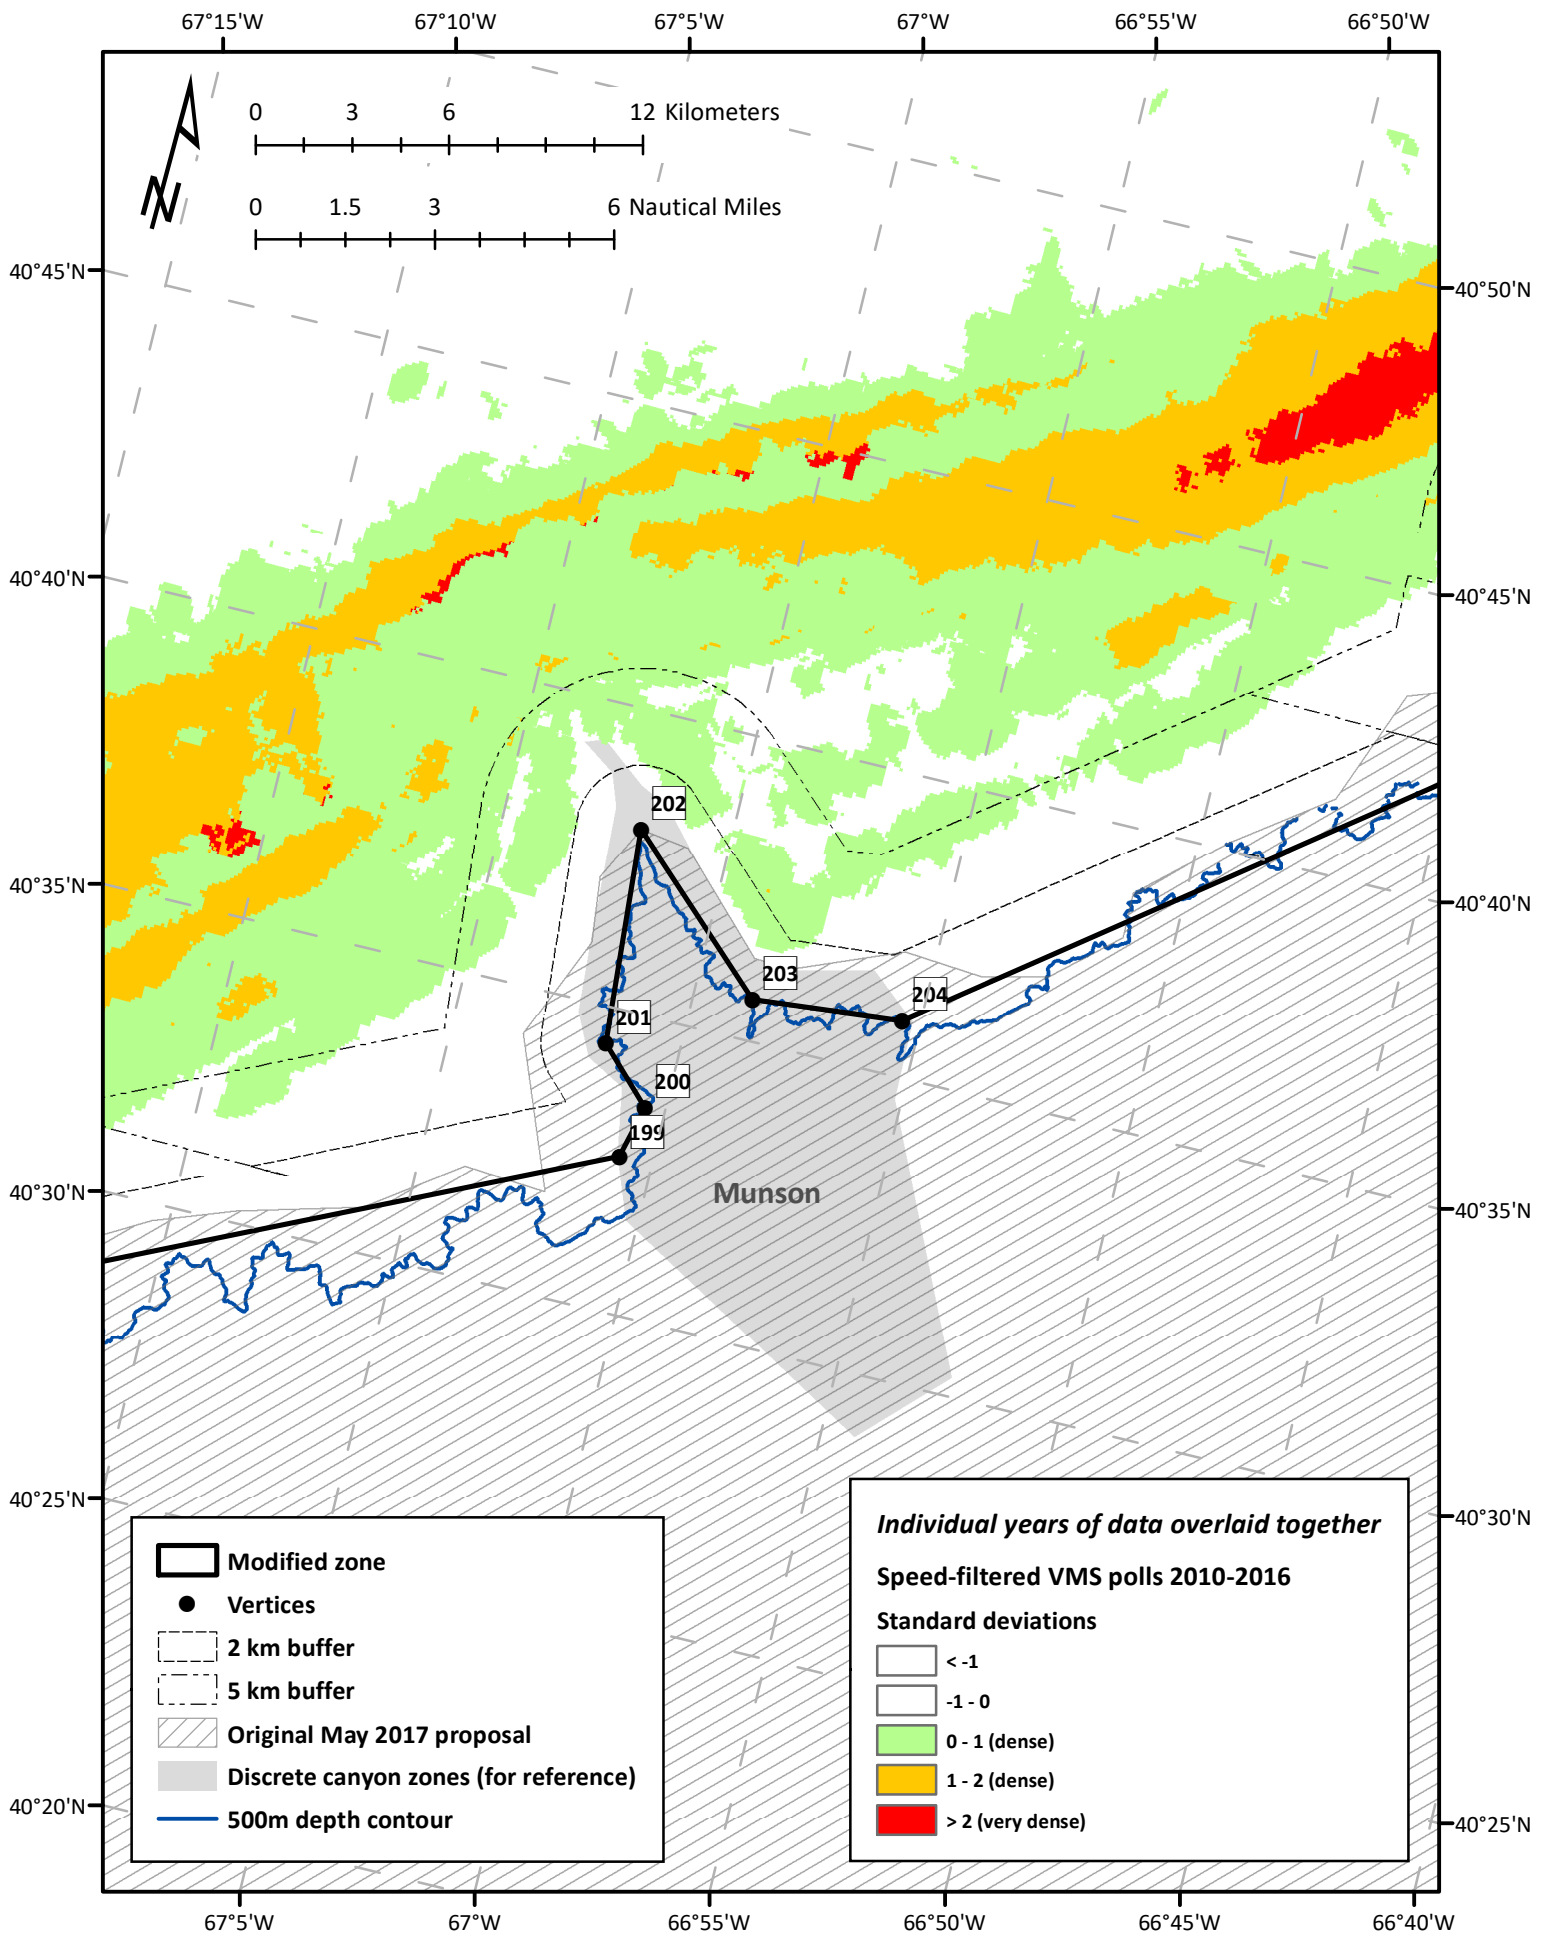 67°15'W 67°10'W 67°5'W 67°W 66°55'W 66°50'W
0 3 6 12 Kilometers
0 1.5 3 6 Nautical Miles
N
40°45'N
40°50'N
40°40'N
40°45'N
202
40°35'N
40°40'N
203
204
201
200
199
40°30'N
Munson
40°35'N
40°25'N
40°30'N
Modified zone
Vertices
2 km buffer
5 km buffer
Original May 2017 proposal
Discrete canyon zones (for reference)
500m depth contour
Individual years of data overlaid together
Speed-filtered VMS polls 2010-2016
Standard deviations
< -1
-1 - 0
0 - 1 (dense)
1 - 2 (dense)
> 2 (very dense)
40°20'N
40°25'N
67°5'W 67°W 66°55'W 66°50'W 66°45'W 66°40'W